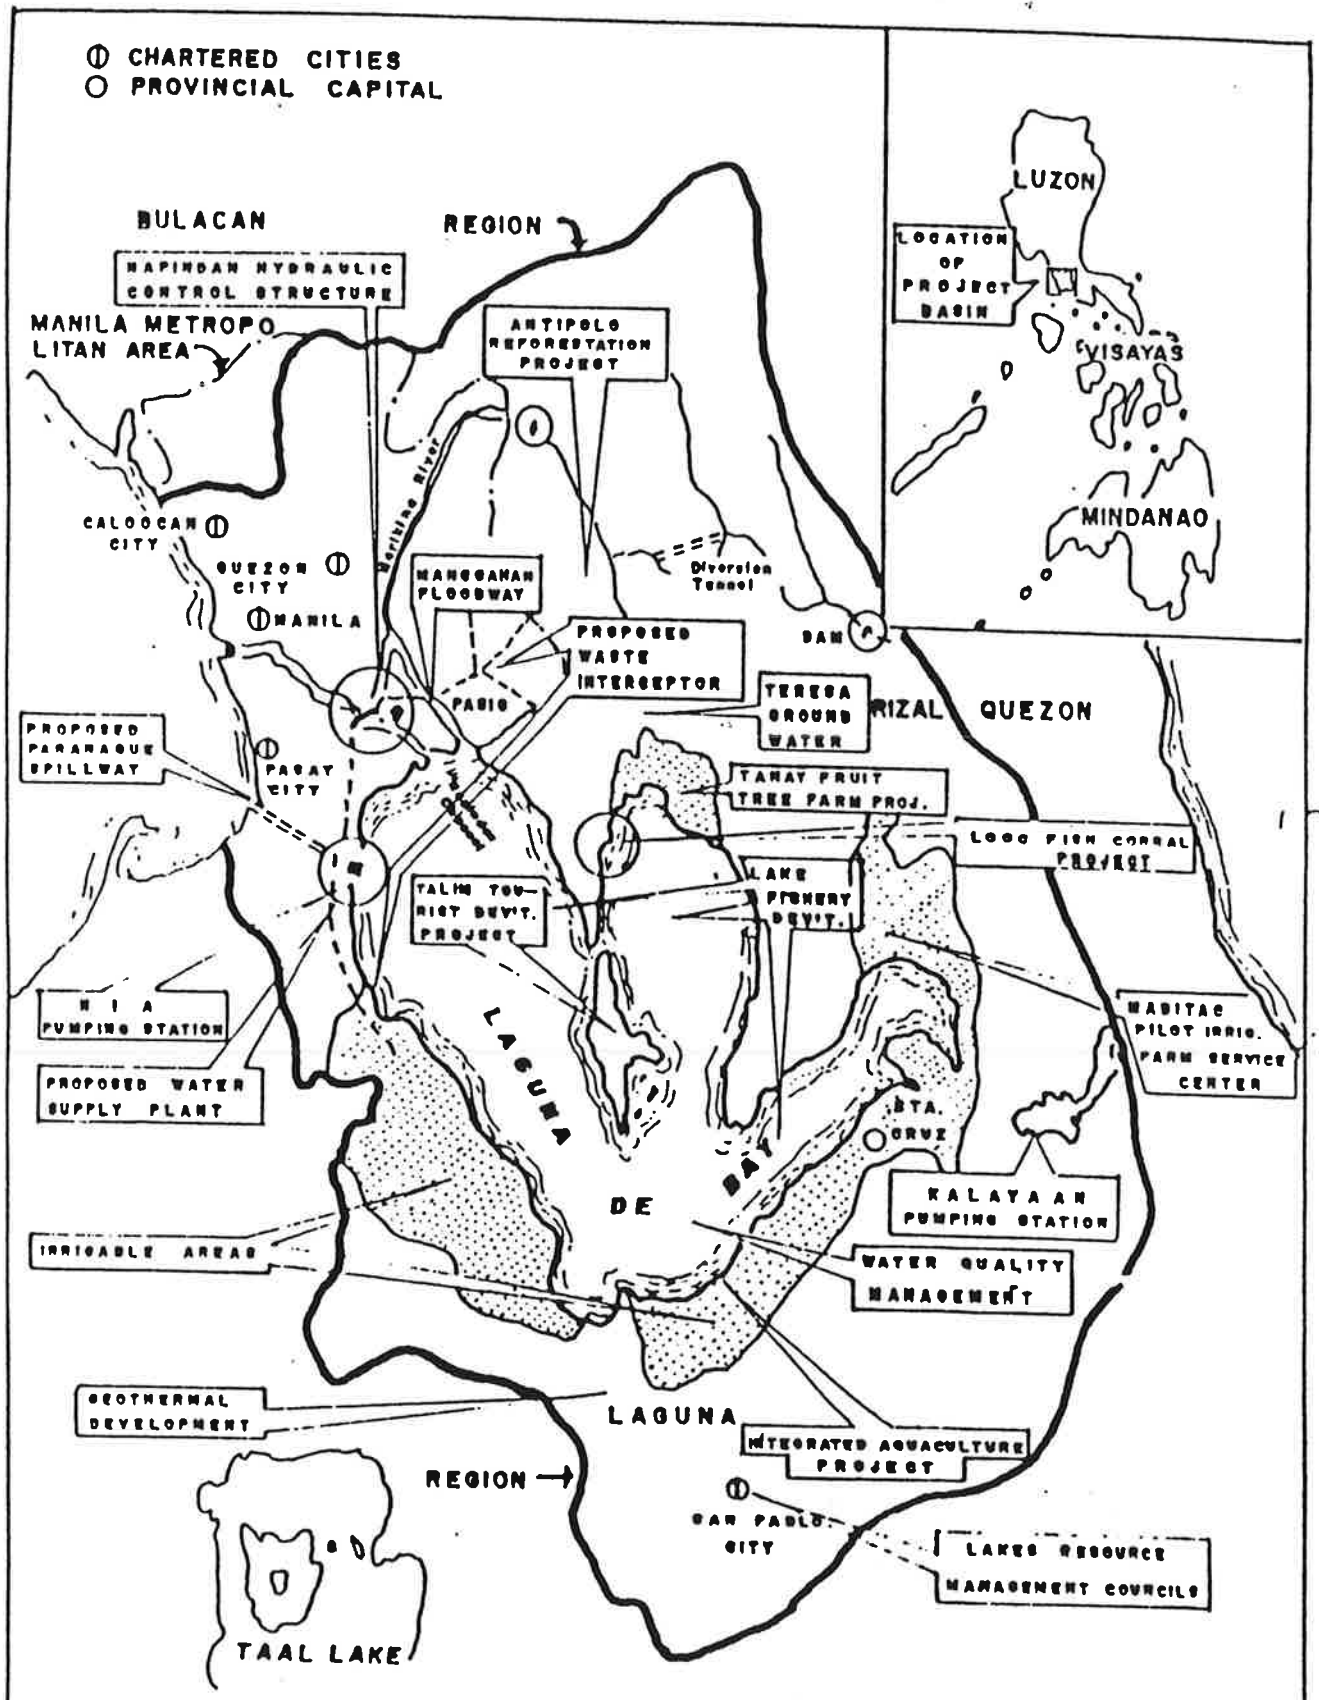 CHARTERED CITIES
PROVINCIAL CAPITAL
BULACAN
REGION
NAPINDAN HYDRAULIC
CONTROL STRUCTURE
MANILA METROPO
LITAN AREA
ANTIPOLO
REFORESTATION
PROJECT
LUZON
LOCATION
OF
PROJECT
BASIN
VISAYAS
MINDANAO
Marikina River
CALOOCAN
CITY
QUEZON
CITY
MANILA
MANGGAHAN
FLOODWAY
Diversion
Tunnel
DAM
PROPOSED
WASTE
INTERCEPTOR
PASIG
TERESA
GROUND
WATER
RIZAL
QUEZON
PROPOSED
PARANAQUE
SPILLWAY
PASAY
CITY
TANAY FRUIT
TREE FARM PROJ.
LOOC FISH CORRAL
PROJECT
TALIM TOU-
RIST DEV'T.
PROJECT
LAKE
FISHERY
DEV'T.
NIA
PUMPING STATION
MABITAC
PILOT IRRIG.
FARM SERVICE
CENTER
PROPOSED WATER
SUPPLY PLANT
LAGUNA
DE
BAY
STA.
CRUZ
KALAYAAN
PUMPING STATION
IRRIGABLE AREAS
WATER QUALITY
MANAGEMENT
GEOTHERMAL
DEVELOPMENT
LAGUNA
INTEGRATED AQUACULTURE
PROJECT
REGION
SAN PABLO
CITY
LAKES RESOURCE
MANAGEMENT COUNCILS
TAAL LAKE